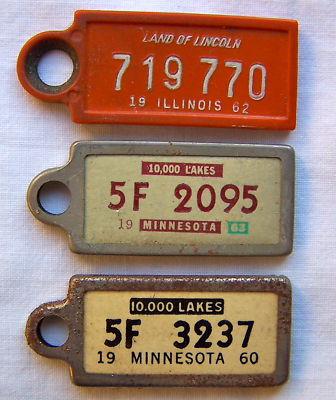 LAND OF LINCOLN
719 770
19 ILLINOIS 62
10,000 LAKES
5F 2095
19 MINNESOTA 63
10.000 LAKES
5F 3237
19 MINNESOTA 60